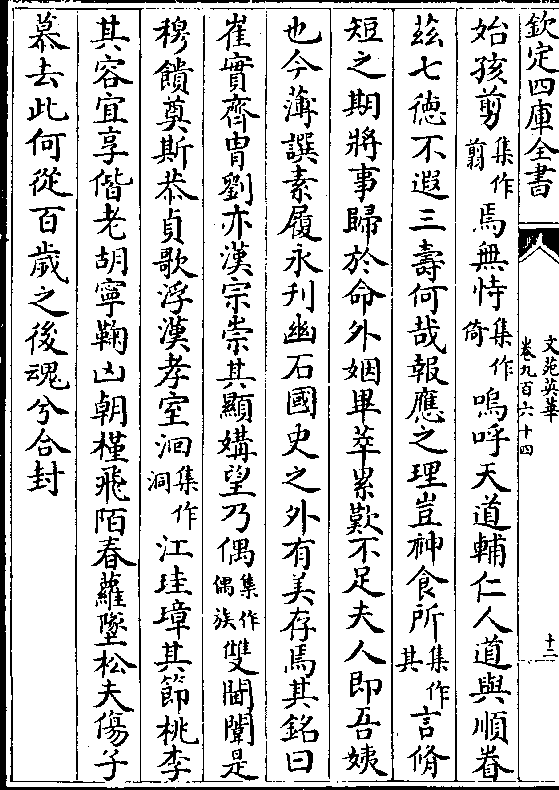 欽定四庫全書
文苑英華
卷九百六十四
十二
始孩剪集作翦焉無恃集作倚嗚呼天道輔仁人道與順眷
玆七徳不遐三壽何哉報應之理豈神食所集作其言脩
短之期將事歸於命外姻畢萃累歎不足夫人即吾姨
也今薄譔素履永刋幽石國史之外有美存焉其銘曰
崔實齊胄劉亦漢宗崇其顯媾望乃偶集作偶族雙閫闈是
穆饋奠斯恭貞歌浮漢孝室洄集作洞江珪璋其節桃李
其容宜享偕老胡寧鞠凶朝槿飛陌春蘿墜松夫傷子
慕去此何從百歲之後魂兮合封